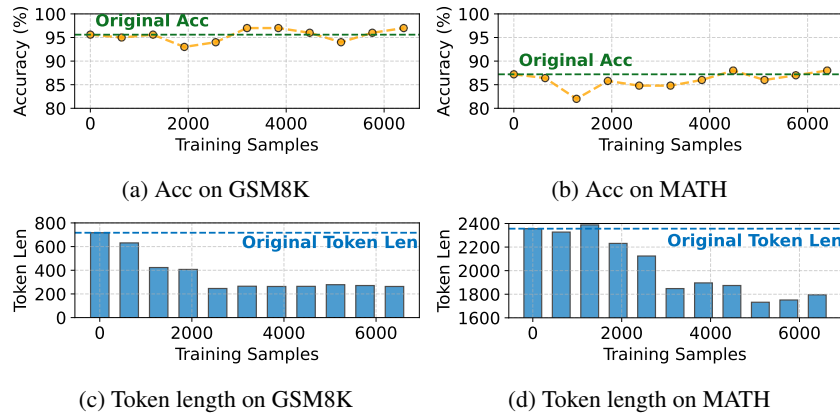 Accuracy (%)
100
95
90
85
80
Original Acc
0
2000
4000
6000
Training Samples
(a) Acc on GSM8K
Accuracy (%)
100
95
90
85
80
Original Acc
0
2000
4000
6000
Training Samples
(b) Acc on MATH
Token Len
800
600
400
200
0
Original Token Len
0
2000
4000
6000
Training Samples
(c) Token length on GSM8K
Token Len
2400
2200
2000
1800
1600
Original Token Len
0
2000
4000
6000
Training Samples
(d) Token length on MATH